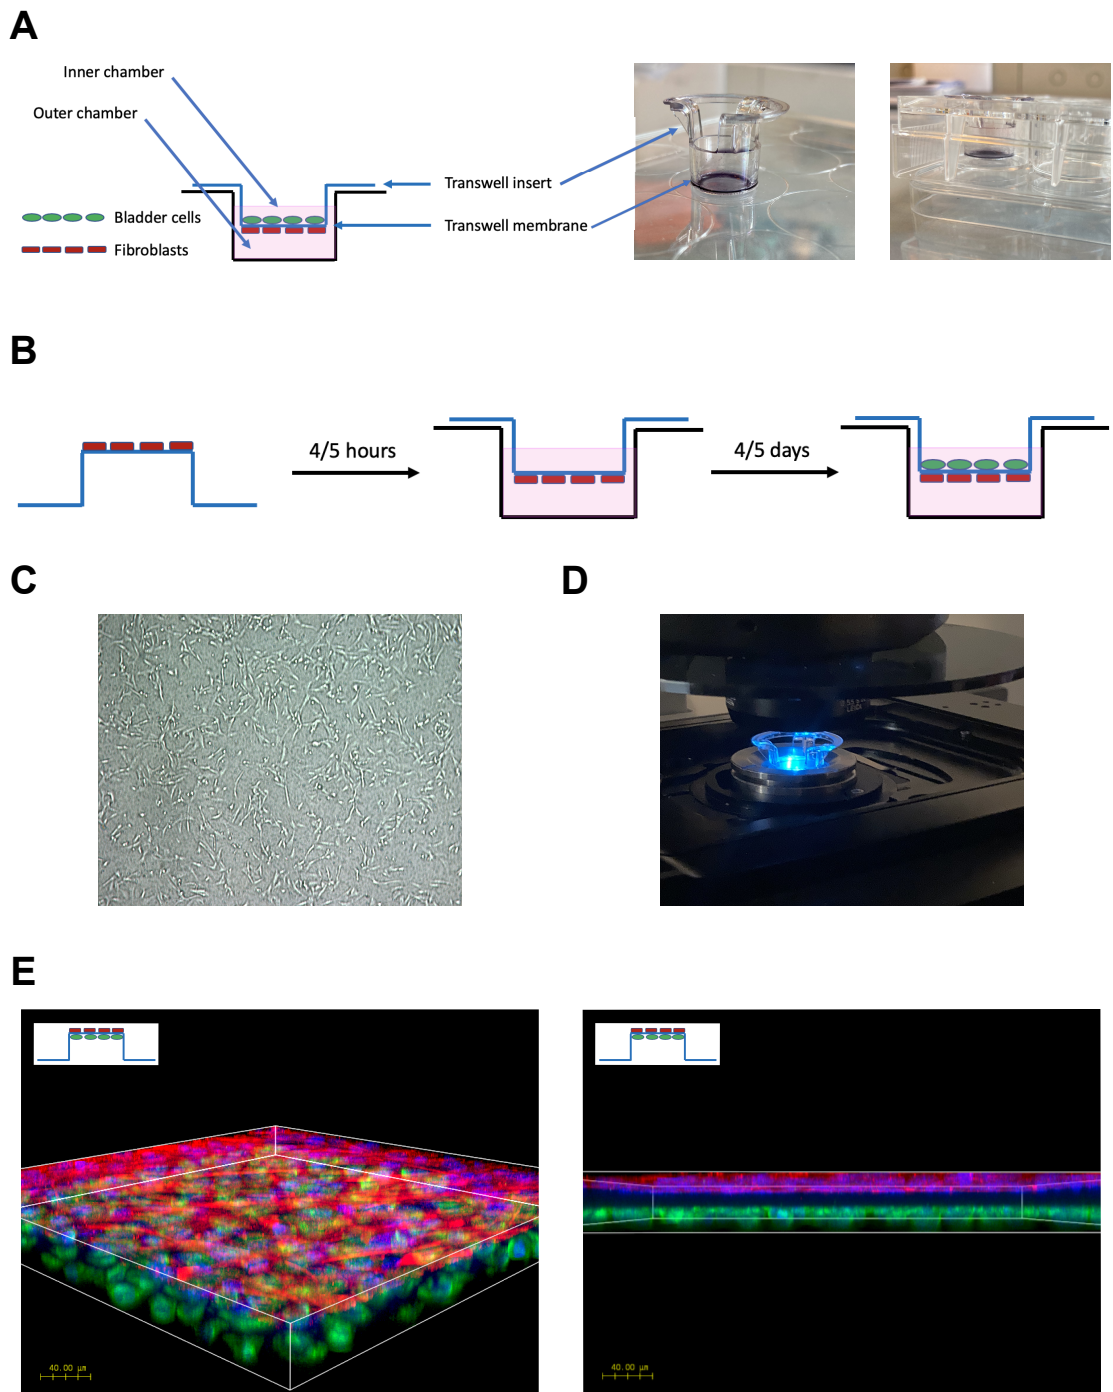 A
Inner chamber
Outer chamber
Transwell insert
Transwell membrane
Bladder cells
Fibroblasts
B
4/5 hours
4/5 days
C
D
E
40.00 µm
40.00 µm